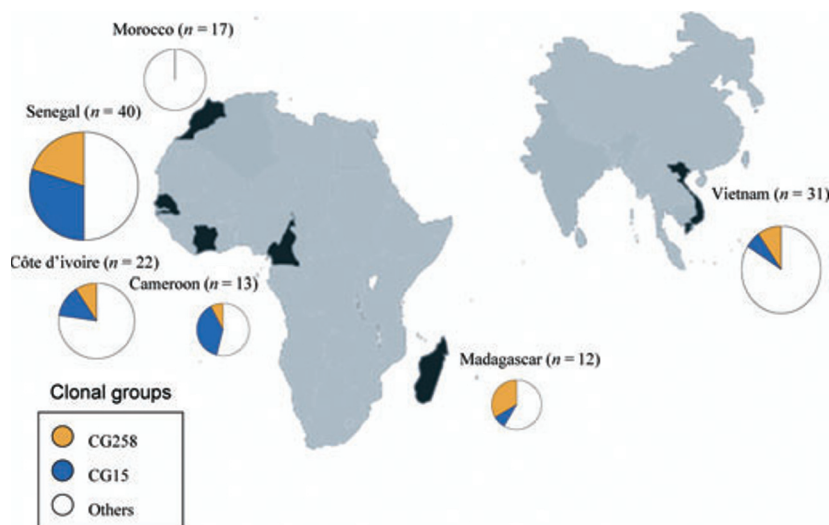 Morocco (n = 17)
Senegal (n = 40)
Vietnam (n = 31)
Côte d'ivoire (n = 22)
Cameroon (n = 13)
Madagascar (n = 12)
Clonal groups
CG258
CG15
Others